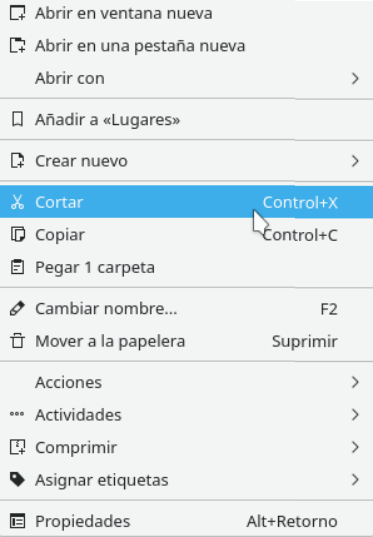 Abrir en ventana nueva
Abrir en una pestaña nueva
Abrir con
Añadir a «Lugares»
Crear nuevo
Cortar Control+X
Copiar Control+C
Pegar 1 carpeta
Cambiar nombre... F2
Mover a la papelera Suprimir
Acciones
Actividades
Comprimir
Asignar etiquetas
Propiedades Alt+Retorno